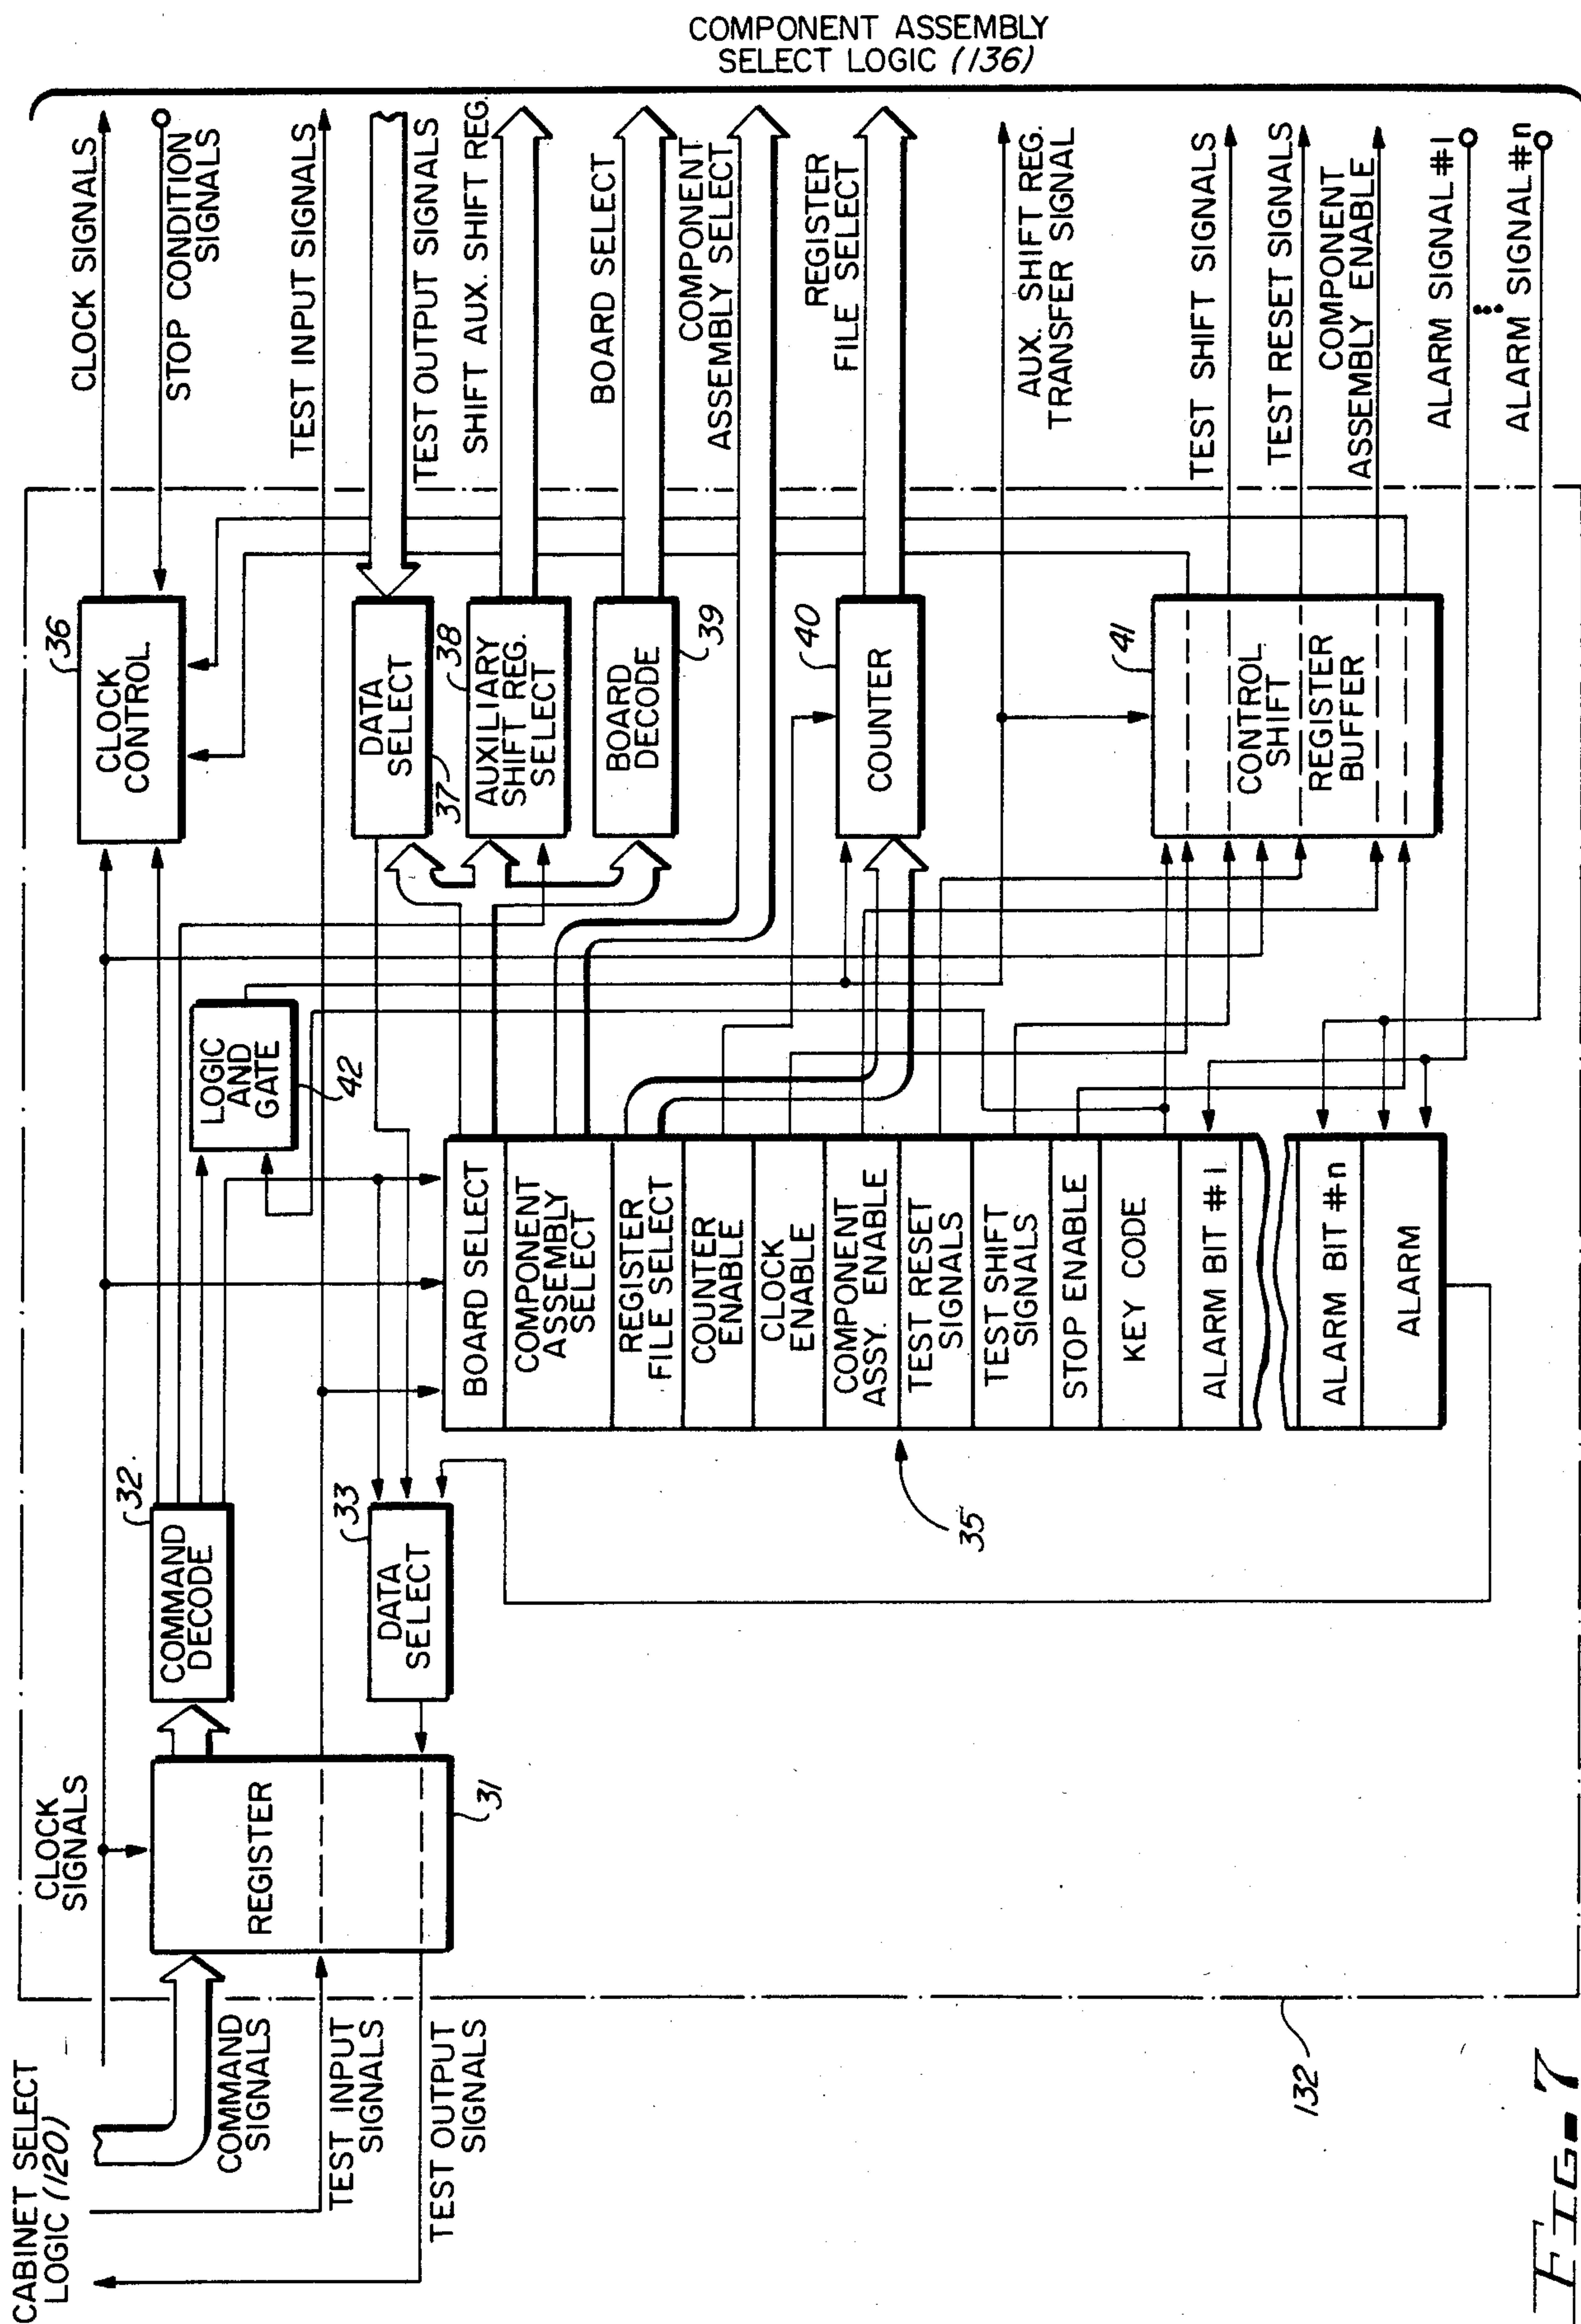 COMPONENT ASSEMBLY
SELECT LOGIC (136)
CLOCK SIGNALS
STOP CONDITION
SIGNALS
TEST INPUT SIGNALS
TEST OUTPUT SIGNALS
SHIFT AUX. SHIFT REG.
BOARD SELECT
COMPONENT
ASSEMBLY SELECT
REGISTER
FILE SELECT
AUX. SHIFT REG.
TRANSFER SIGNAL
TEST SHIFT SIGNALS
TEST RESET SIGNALS
COMPONENT
ASSEMBLY ENABLE
ALARM SIGNAL #1
ALARM SIGNAL #n
36
CLOCK
CONTROL
DATA
SELECT
37
38
AUXILIARY
SHIFT REG.
SELECT
BOARD
DECODE
39
40
COUNTER
41
CONTROL
SHIFT
REGISTER
BUFFER
LOGIC
AND
GATE
42
BOARD SELECT
COMPONENT
ASSEMBLY
SELECT
REGISTER
FILE SELECT
COUNTER
ENABLE
CLOCK
ENABLE
COMPONENT
ASSY. ENABLE
TEST RESET
SIGNALS
TEST SHIFT
SIGNALS
STOP ENABLE
KEY CODE
ALARM BIT #1
ALARM BIT #n
ALARM
35
32
COMMAND
DECODE
33
DATA
SELECT
CLOCK
SIGNALS
REGISTER
31
CABINET SELECT
LOGIC (120)
COMMAND
SIGNALS
TEST INPUT
SIGNALS
TEST OUTPUT
SIGNALS
132
FIG-7